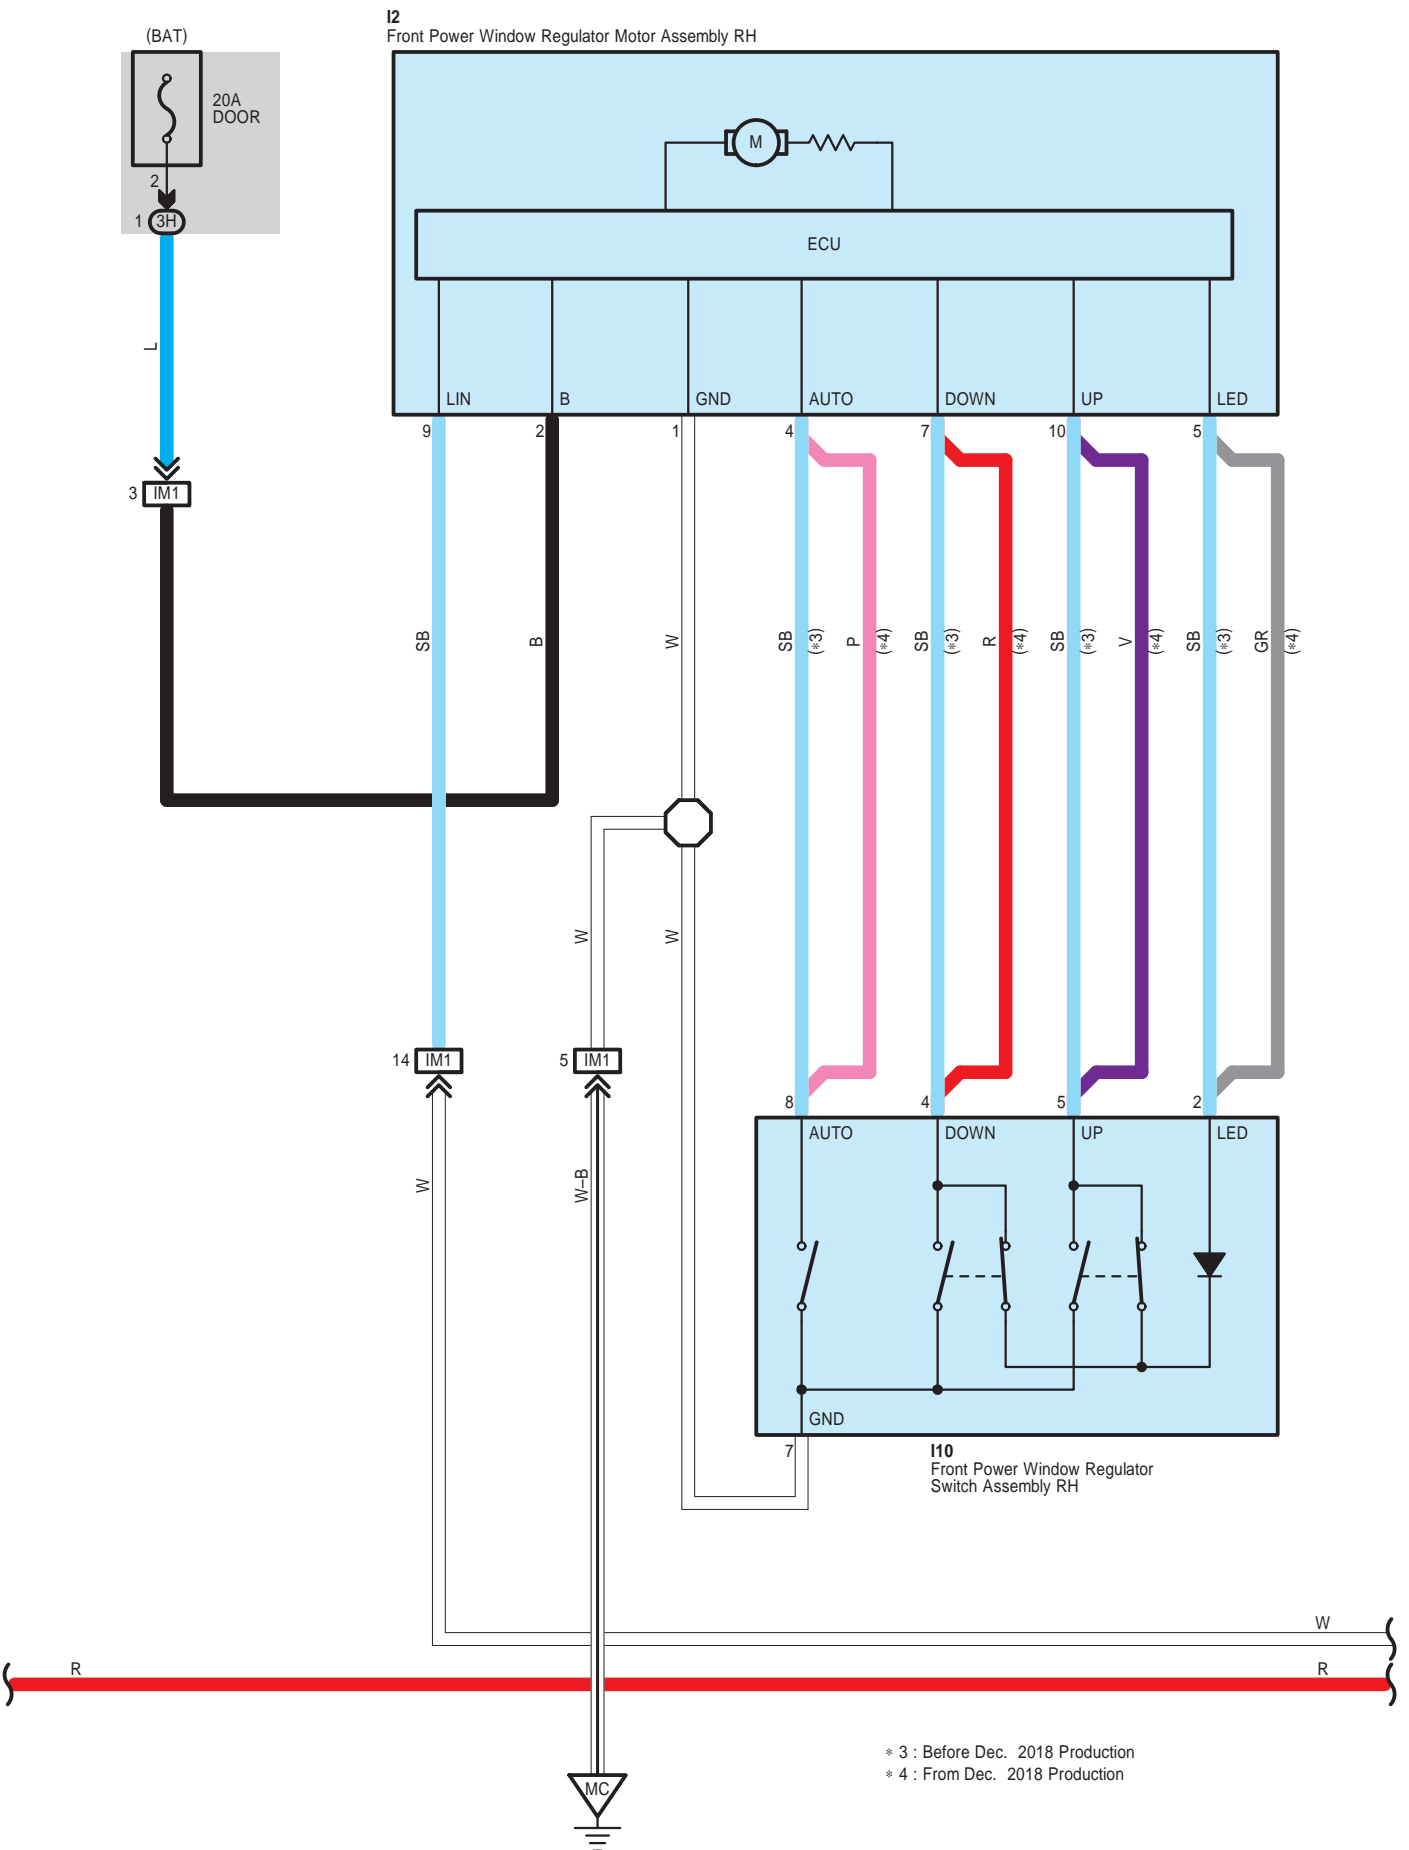 I2
Front Power Window Regulator Motor Assembly RH
(BAT)
20A
DOOR
2
1 3H
M
ECU
LIN
B
GND
AUTO
DOWN
UP
LED
9
2
1
4
7
10
5
L
3 IM1
SB
B
W
SB
(*3)
P
(*4)
SB
(*3)
R
(*4)
SB
(*3)
V
(*4)
SB
(*3)
GR
(*4)
W
W
14 IM1
5 IM1
8
4
5
2
AUTO
DOWN
UP
LED
W
W–B
GND
7
I10
Front Power Window Regulator
Switch Assembly RH
W
R
R
* 3 : Before Dec. 2018 Production
* 4 : From Dec. 2018 Production
MC